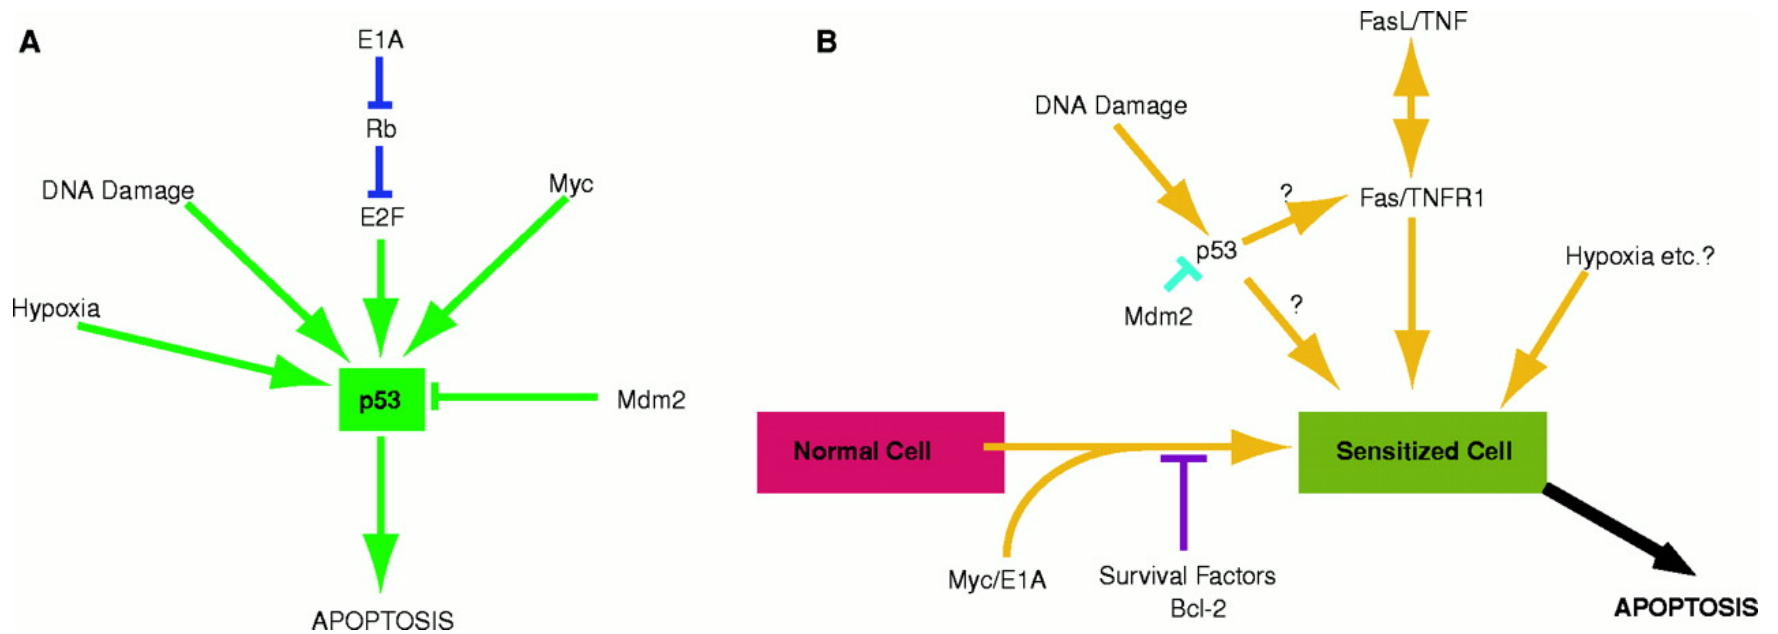 A
E1A
Rb
DNA Damage
Myc
E2F
Hypoxia
p53
Mdm2
APOPTOSIS
B
FasL/TNF
DNA Damage
?
Fas/TNFR1
p53
Hypoxia etc.?
?
Mdm2
Normal Cell
Sensitized Cell
Myc/E1A
Survival Factors
Bcl-2
APOPTOSIS